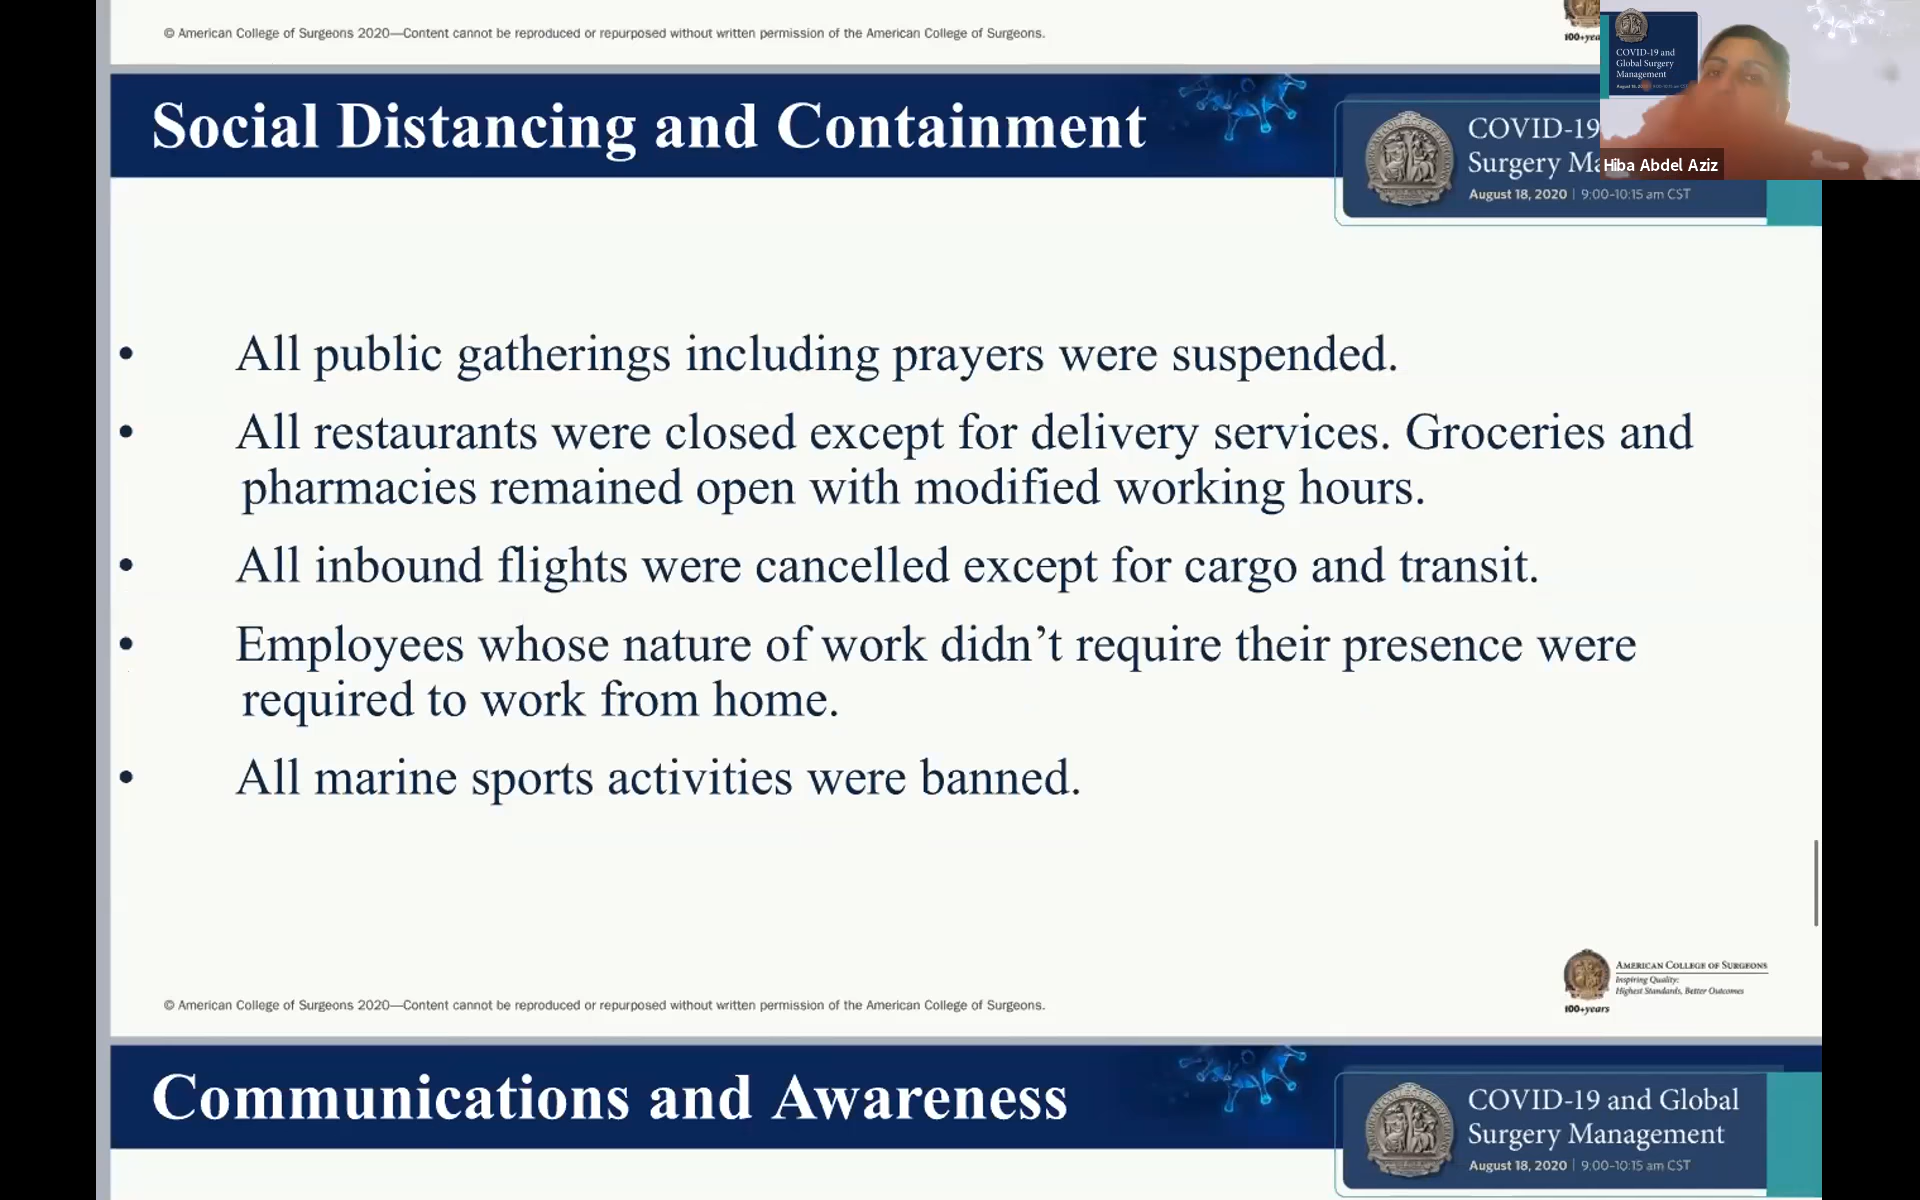 © American College of Surgeons 2020—Content cannot be reproduced or repurposed without written permission of the American College of Surgeons.
100+yea
COVID-19 and
Global Surgery
Management
Social Distancing and Containment
COVID-19
Surgery Ma
August 18, 2020 | 9:00-10:15 am CST
Hiba Abdel Aziz
• All public gatherings including prayers were suspended.
• All restaurants were closed except for delivery services. Groceries and
pharmacies remained open with modified working hours.
• All inbound flights were cancelled except for cargo and transit.
• Employees whose nature of work didn’t require their presence were
required to work from home.
• All marine sports activities were banned.
American College of Surgeons
Inspiring Quality:
Highest Standards, Better Outcomes
100+years
© American College of Surgeons 2020—Content cannot be reproduced or repurposed without written permission of the American College of Surgeons.
Communications and Awareness
COVID-19 and Global
Surgery Management
August 18, 2020 | 9:00-10:15 am CST